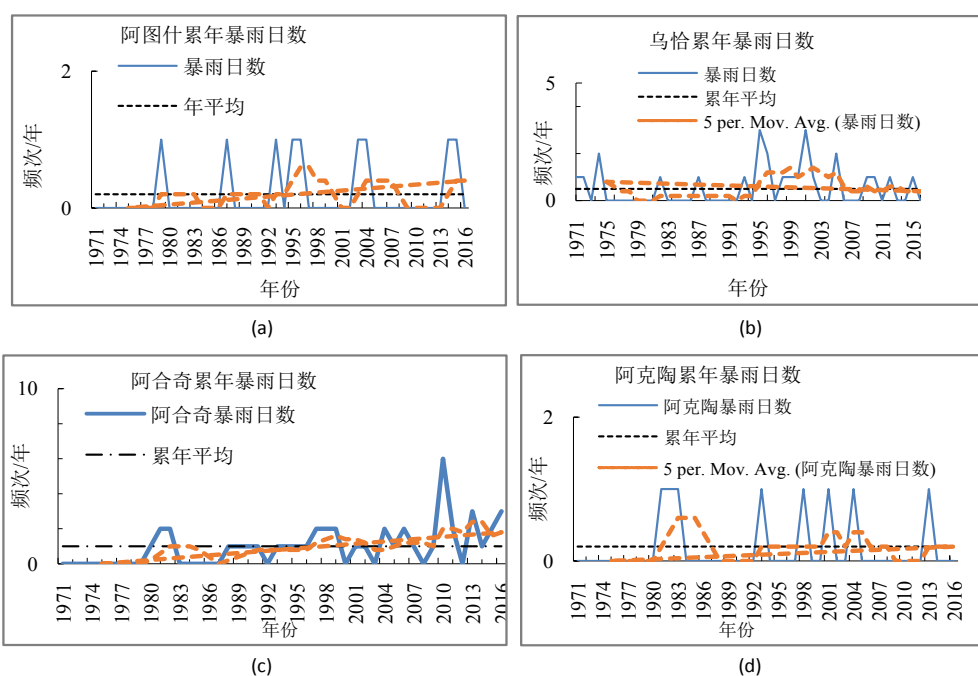 阿图什累年暴雨日数
2
暴雨日数
年平均
频次/年
0
1971 1974 1977 1980 1983 1986 1989 1992 1995 1998 2001 2004 2007 2010 2013 2016
年份
(a)
乌恰累年暴雨日数
5
暴雨日数
累年平均
5 per. Mov. Avg. (暴雨日数)
频次/年
0
1971 1975 1979 1983 1987 1991 1995 1999 2003 2007 2011 2015
年份
(b)
10
阿合奇累年暴雨日数
阿合奇暴雨日数
累年平均
频次/年
0
1971 1974 1977 1980 1983 1986 1989 1992 1995 1998 2001 2004 2007 2010 2013 2016
年份
(c)
阿克陶累年暴雨日数
2
阿克陶暴雨日数
累年平均
5 per. Mov. Avg. (阿克陶暴雨日数)
频次/年
0
1971 1974 1977 1980 1983 1986 1989 1992 1995 1998 2001 2004 2007 2010 2013 2016
年份
(d)